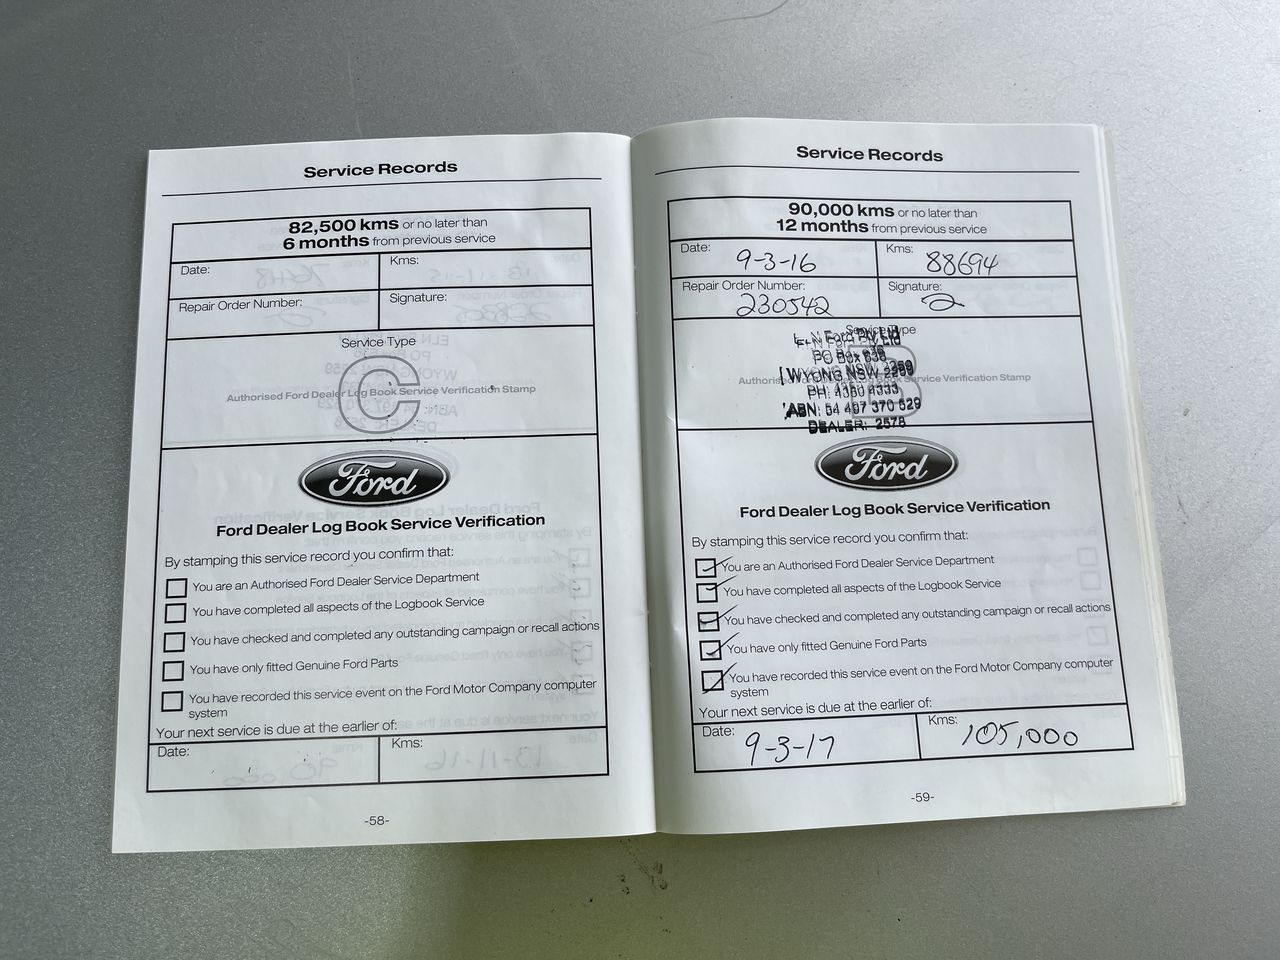 Service Records
82,500 kms or no later than
6 months from previous service
Date:
Kms:
Repair Order Number:
Signature:
Service Type
C
Authorised Ford Dealer Log Book Service Verification Stamp
Ford
Ford Dealer Log Book Service Verification
By stamping this service record you confirm that:
You are an Authorised Ford Dealer Service Department
You have completed all aspects of the Logbook Service
You have checked and completed any outstanding campaign or recall actions
You have only fitted Genuine Ford Parts
You have recorded this service event on the Ford Motor Company computer
system
Your next service is due at the earlier of:
Date:
Kms:
-58-
Service Records
90,000 kms or no later than
12 months from previous service
Date: 9-3-16
Kms: 88694
Repair Order Number: 230542
Signature:
Service Type
B
Authorised Ford Dealer Log Book Service Verification Stamp
PO Box 636
WYONG NSW 2259
PH: 4350 4333
ABN: 54 497 370 529
DEALER: 2578
Ford
Ford Dealer Log Book Service Verification
By stamping this service record you confirm that:
You are an Authorised Ford Dealer Service Department
You have completed all aspects of the Logbook Service
You have checked and completed any outstanding campaign or recall actions
You have only fitted Genuine Ford Parts
You have recorded this service event on the Ford Motor Company computer
system
Your next service is due at the earlier of:
Date: 9-3-17
Kms: 105,000
-59-